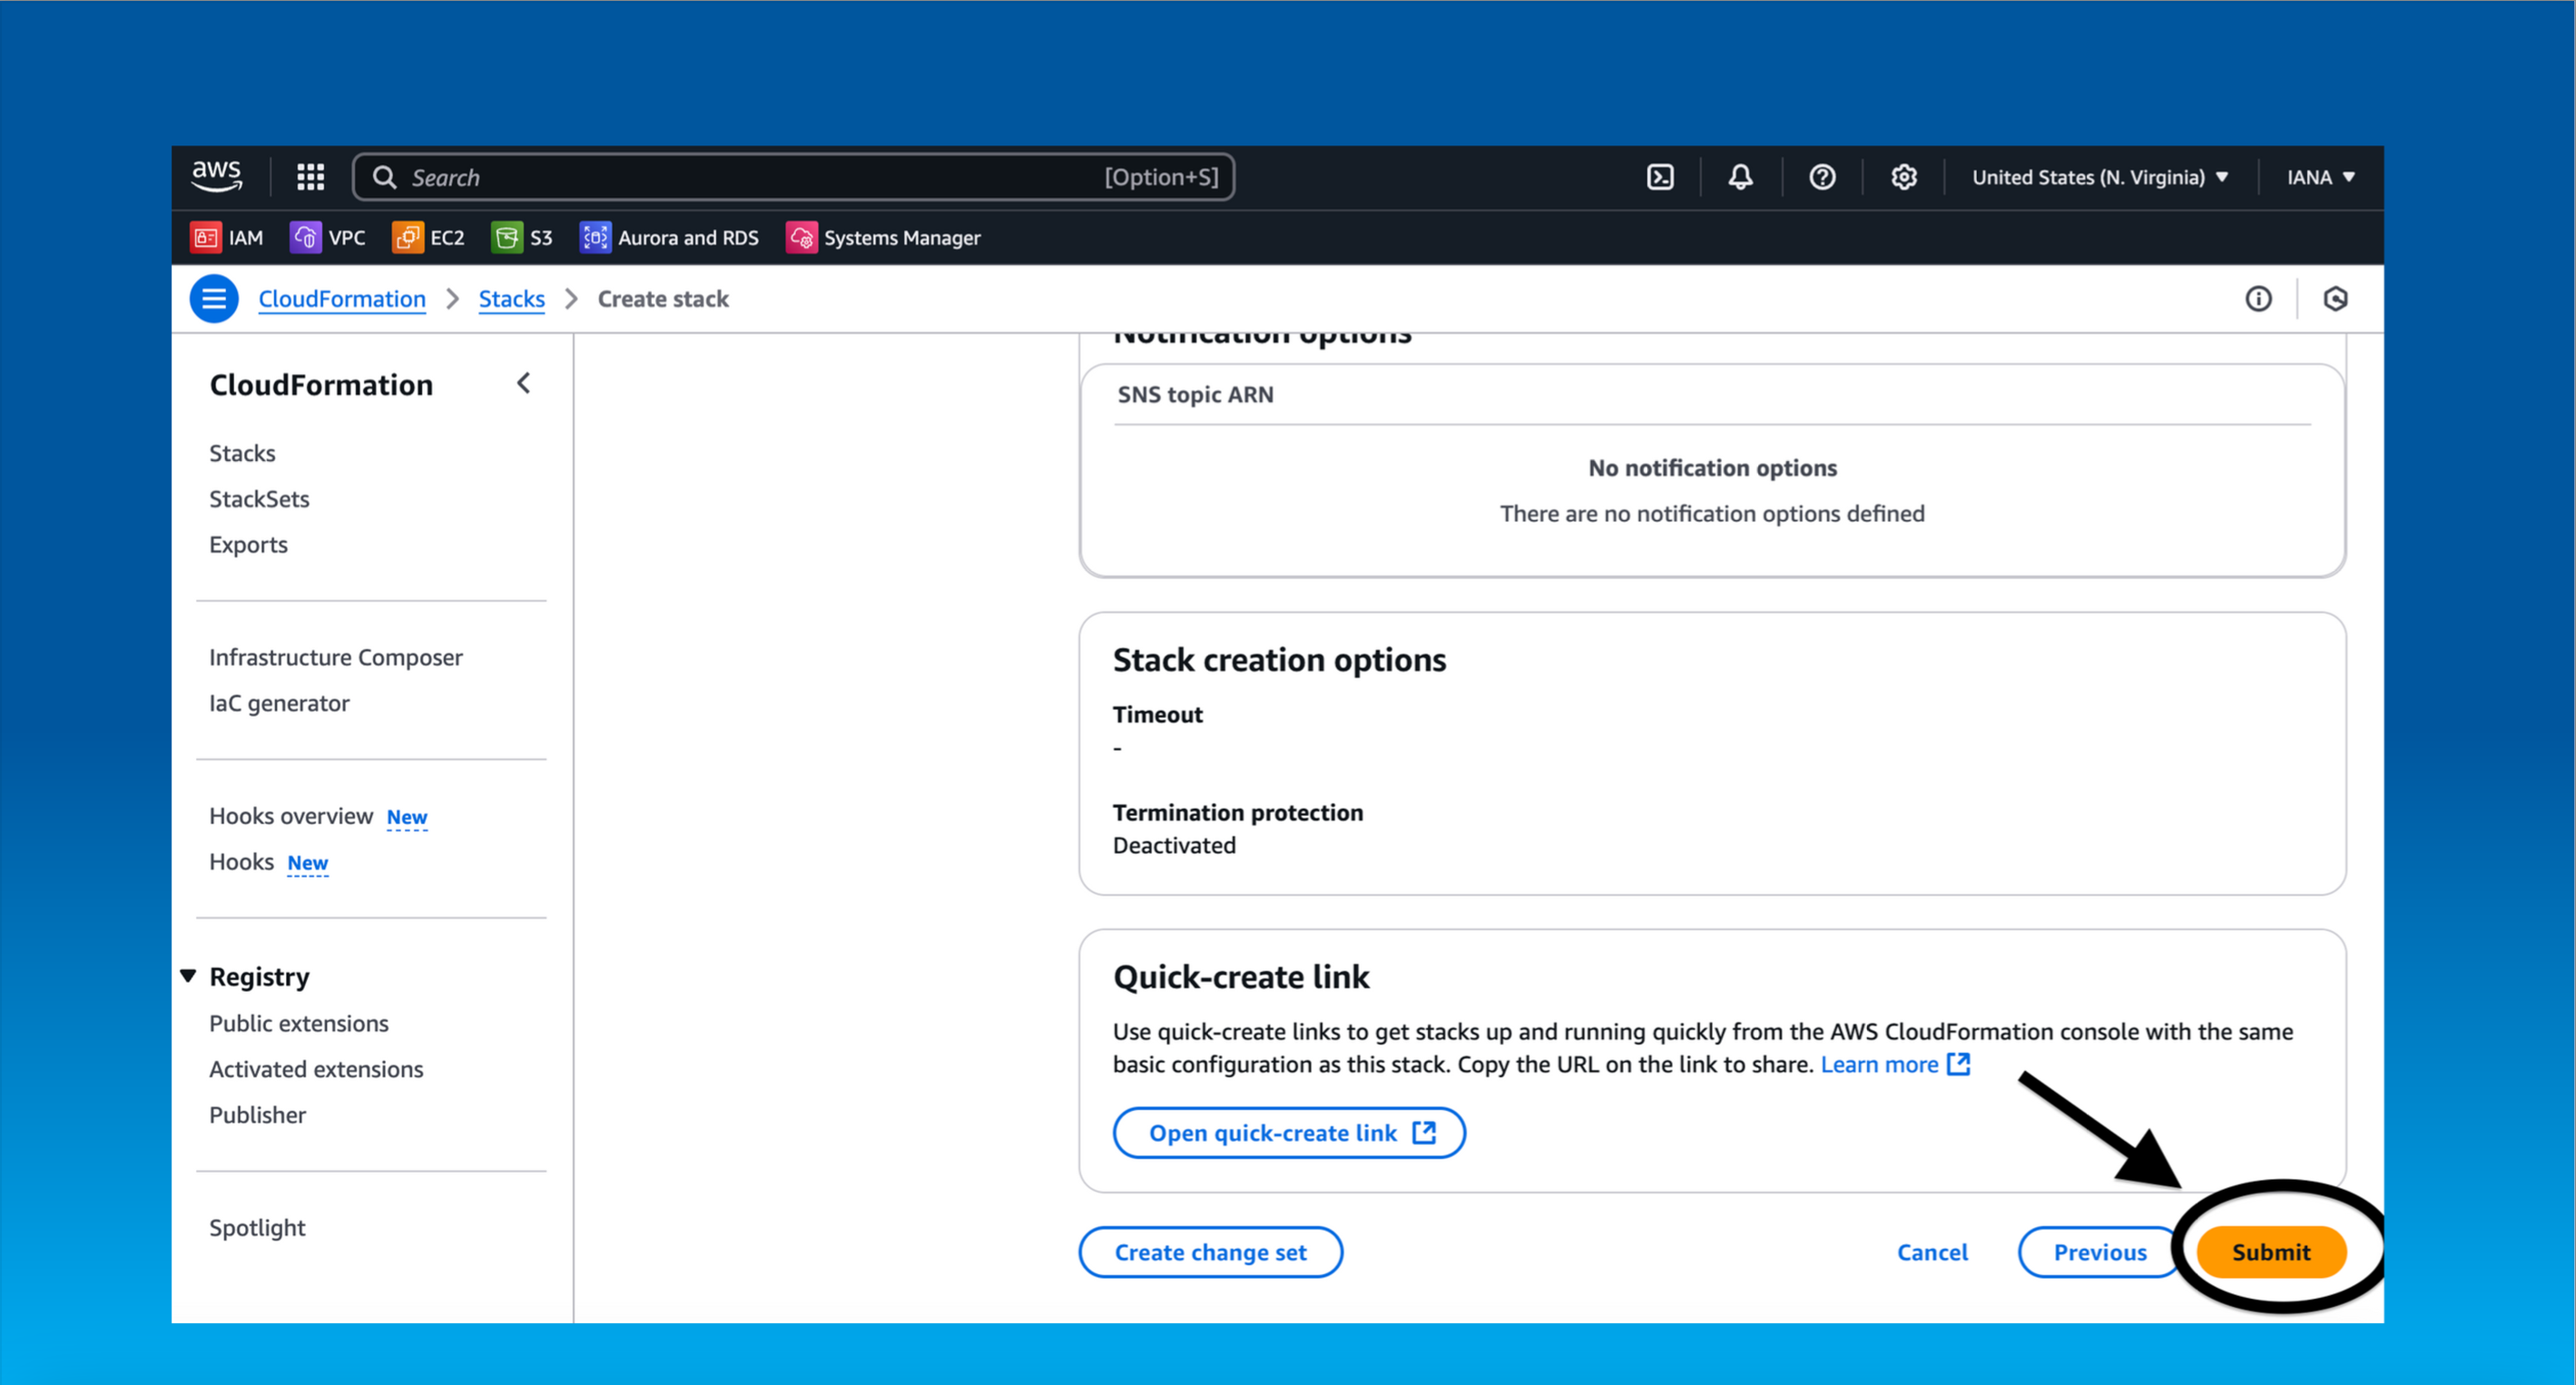 aws
Search [Option+S]
United States (N. Virginia)
IANA
IAM
VPC
EC2
S3
Aurora and RDS
Systems Manager
CloudFormation
Stacks
Create stack
CloudFormation
Stacks
StackSets
Exports
Infrastructure Composer
IaC generator
Hooks overview New
Hooks New
Registry
Public extensions
Activated extensions
Publisher
Spotlight
Notification options
SNS topic ARN
No notification options
There are no notification options defined
Stack creation options
Timeout
-
Termination protection
Deactivated
Quick-create link
Use quick-create links to get stacks up and running quickly from the AWS CloudFormation console with the same
basic configuration as this stack. Copy the URL on the link to share. Learn more
Open quick-create link
Create change set
Cancel
Previous
Submit